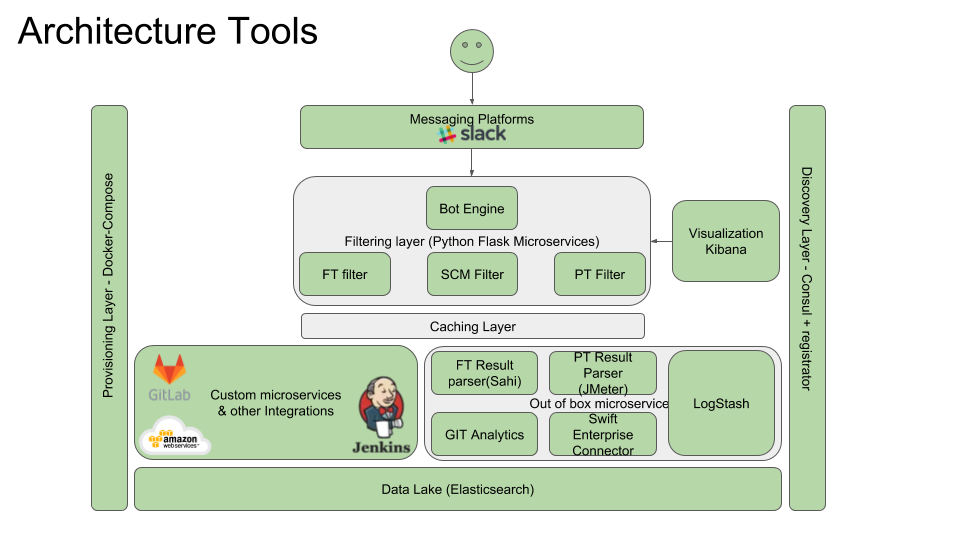 Architecture Tools
Messaging Platforms
slack
Provisioning Layer - Docker-Compose
Discovery Layer - Consul + registrator
Bot Engine
Filtering layer (Python Flask Microservices)
FT filter
SCM Filter
PT Filter
Visualization
Kibana
Caching Layer
GitLab
amazon
webservices™
Custom microservices
& other Integrations
Jenkins
FT Result
parser(Sahi)
PT Result
Parser
(JMeter)
Out of box microservice
GIT Analytics
Swift
Enterprise
Connector
LogStash
Data Lake (Elasticsearch)